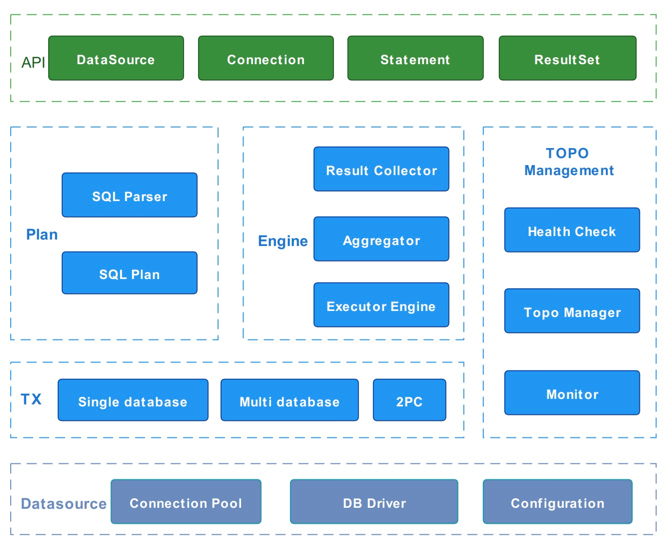 API
DataSource
Connection
Statement
ResultSet
Plan
SQL Parser
SQL Plan
Engine
Result Collector
Aggregator
Executor Engine
TOPO
Management
Health Check
Topo Manager
Monitor
TX
Single database
Multi database
2PC
Datasource
Connection Pool
DB Driver
Configuration